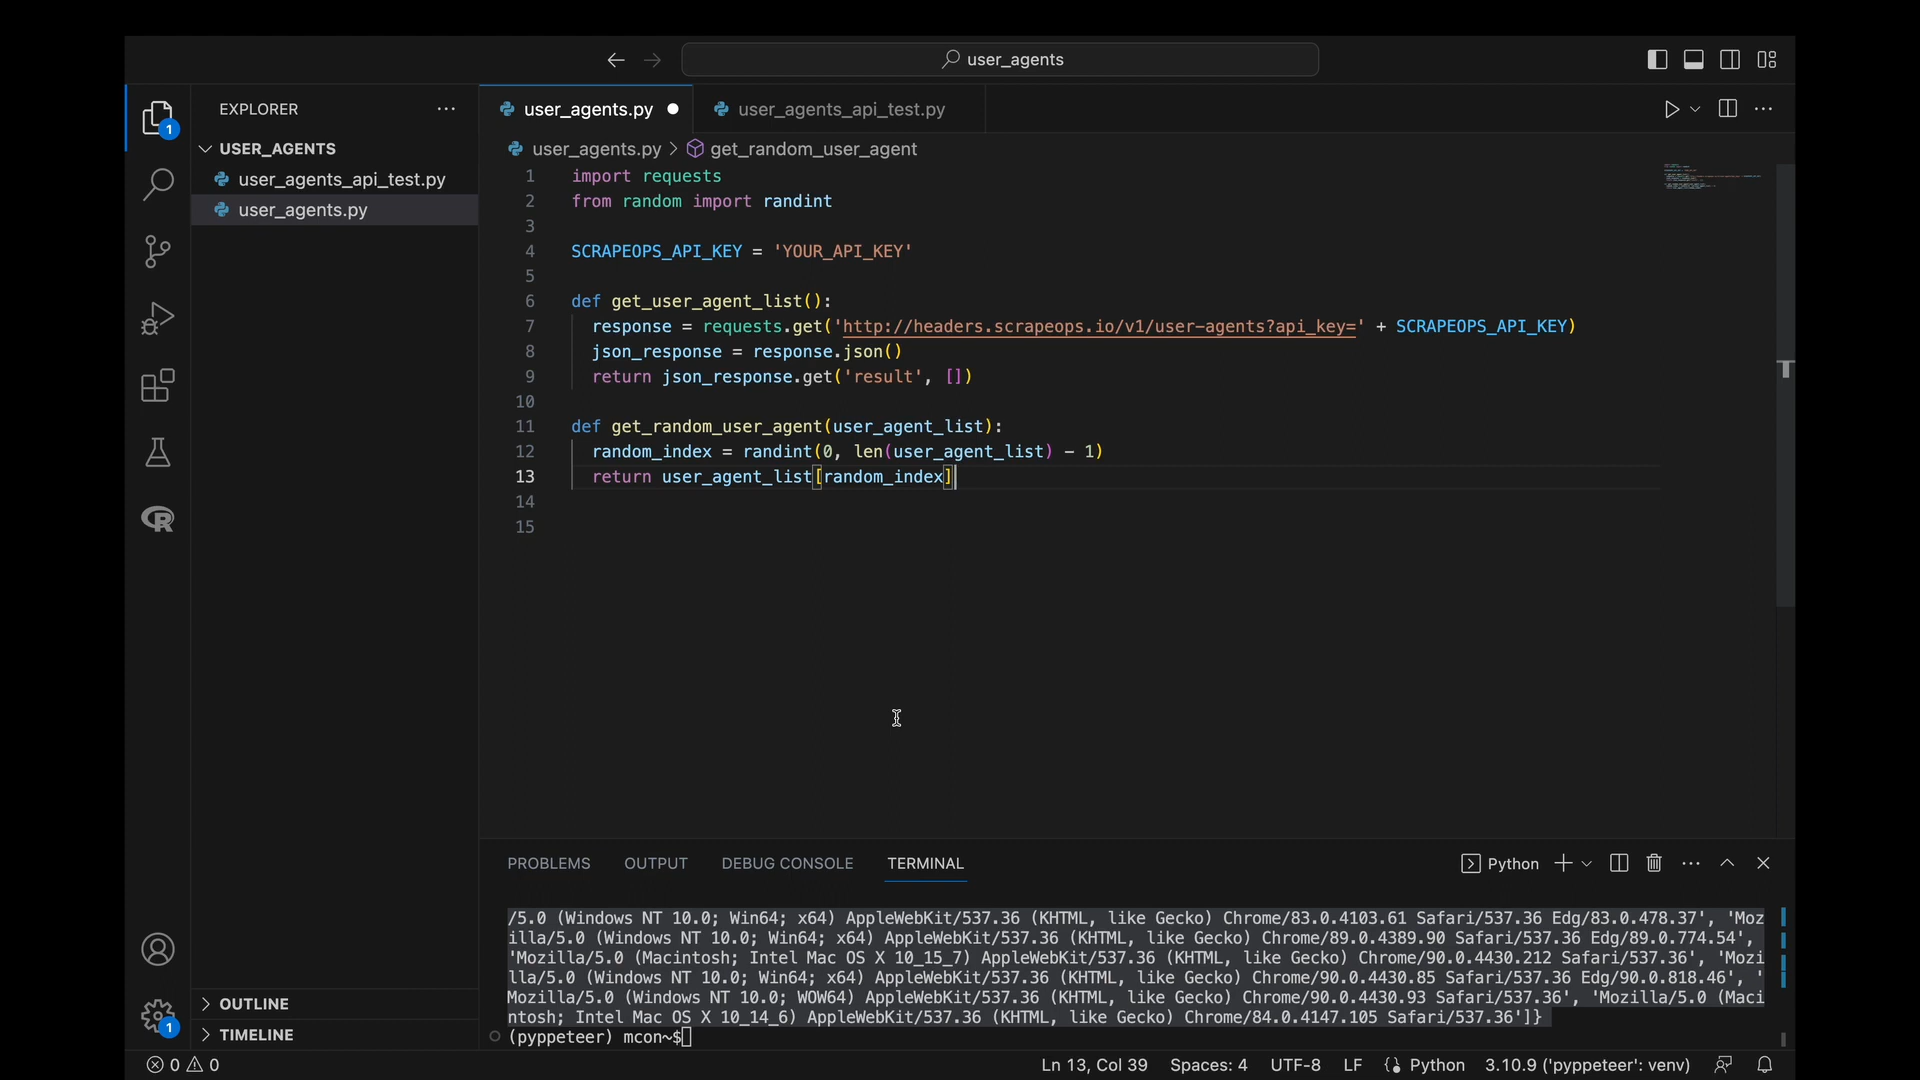 user_agents
EXPLORER
USER_AGENTS
user_agents_api_test.py
user_agents.py
1
user_agents.py
user_agents_api_test.py
user_agents.py > get_random_user_agent
1 import requests
2 from random import randint
3
4 SCRAPEOPS_API_KEY = 'YOUR_API_KEY'
5
6 def get_user_agent_list():
7 response = requests.get('http://headers.scrapeops.io/v1/user-agents?api_key=' + SCRAPEOPS_API_KEY)
8 json_response = response.json()
9 return json_response.get('result', [])
10
11 def get_random_user_agent(user_agent_list):
12 random_index = randint(0, len(user_agent_list) - 1)
13 return user_agent_list[random_index]
14
15
PROBLEMS OUTPUT DEBUG CONSOLE TERMINAL
Python
/5.0 (Windows NT 10.0; Win64; x64) AppleWebKit/537.36 (KHTML, like Gecko) Chrome/83.0.4103.61 Safari/537.36 Edg/83.0.478.37', 'Moz
illa/5.0 (Windows NT 10.0; Win64; x64) AppleWebKit/537.36 (KHTML, like Gecko) Chrome/89.0.4389.90 Safari/537.36 Edg/89.0.774.54',
'Mozilla/5.0 (Macintosh; Intel Mac OS X 10_15_7) AppleWebKit/537.36 (KHTML, like Gecko) Chrome/90.0.4430.212 Safari/537.36', 'Mozi
lla/5.0 (Windows NT 10.0; Win64; x64) AppleWebKit/537.36 (KHTML, like Gecko) Chrome/90.0.4430.85 Safari/537.36 Edg/90.0.818.46', '
Mozilla/5.0 (Windows NT 10.0; WOW64) AppleWebKit/537.36 (KHTML, like Gecko) Chrome/90.0.4430.93 Safari/537.36', 'Mozilla/5.0 (Maci
ntosh; Intel Mac OS X 10_14_6) AppleWebKit/537.36 (KHTML, like Gecko) Chrome/84.0.4147.105 Safari/537.36']}
(pyppeteer) mcon~$
OUTLINE
TIMELINE
1
0 0
Ln 13, Col 39 Spaces: 4 UTF-8 LF Python 3.10.9 ('pyppeteer': venv)